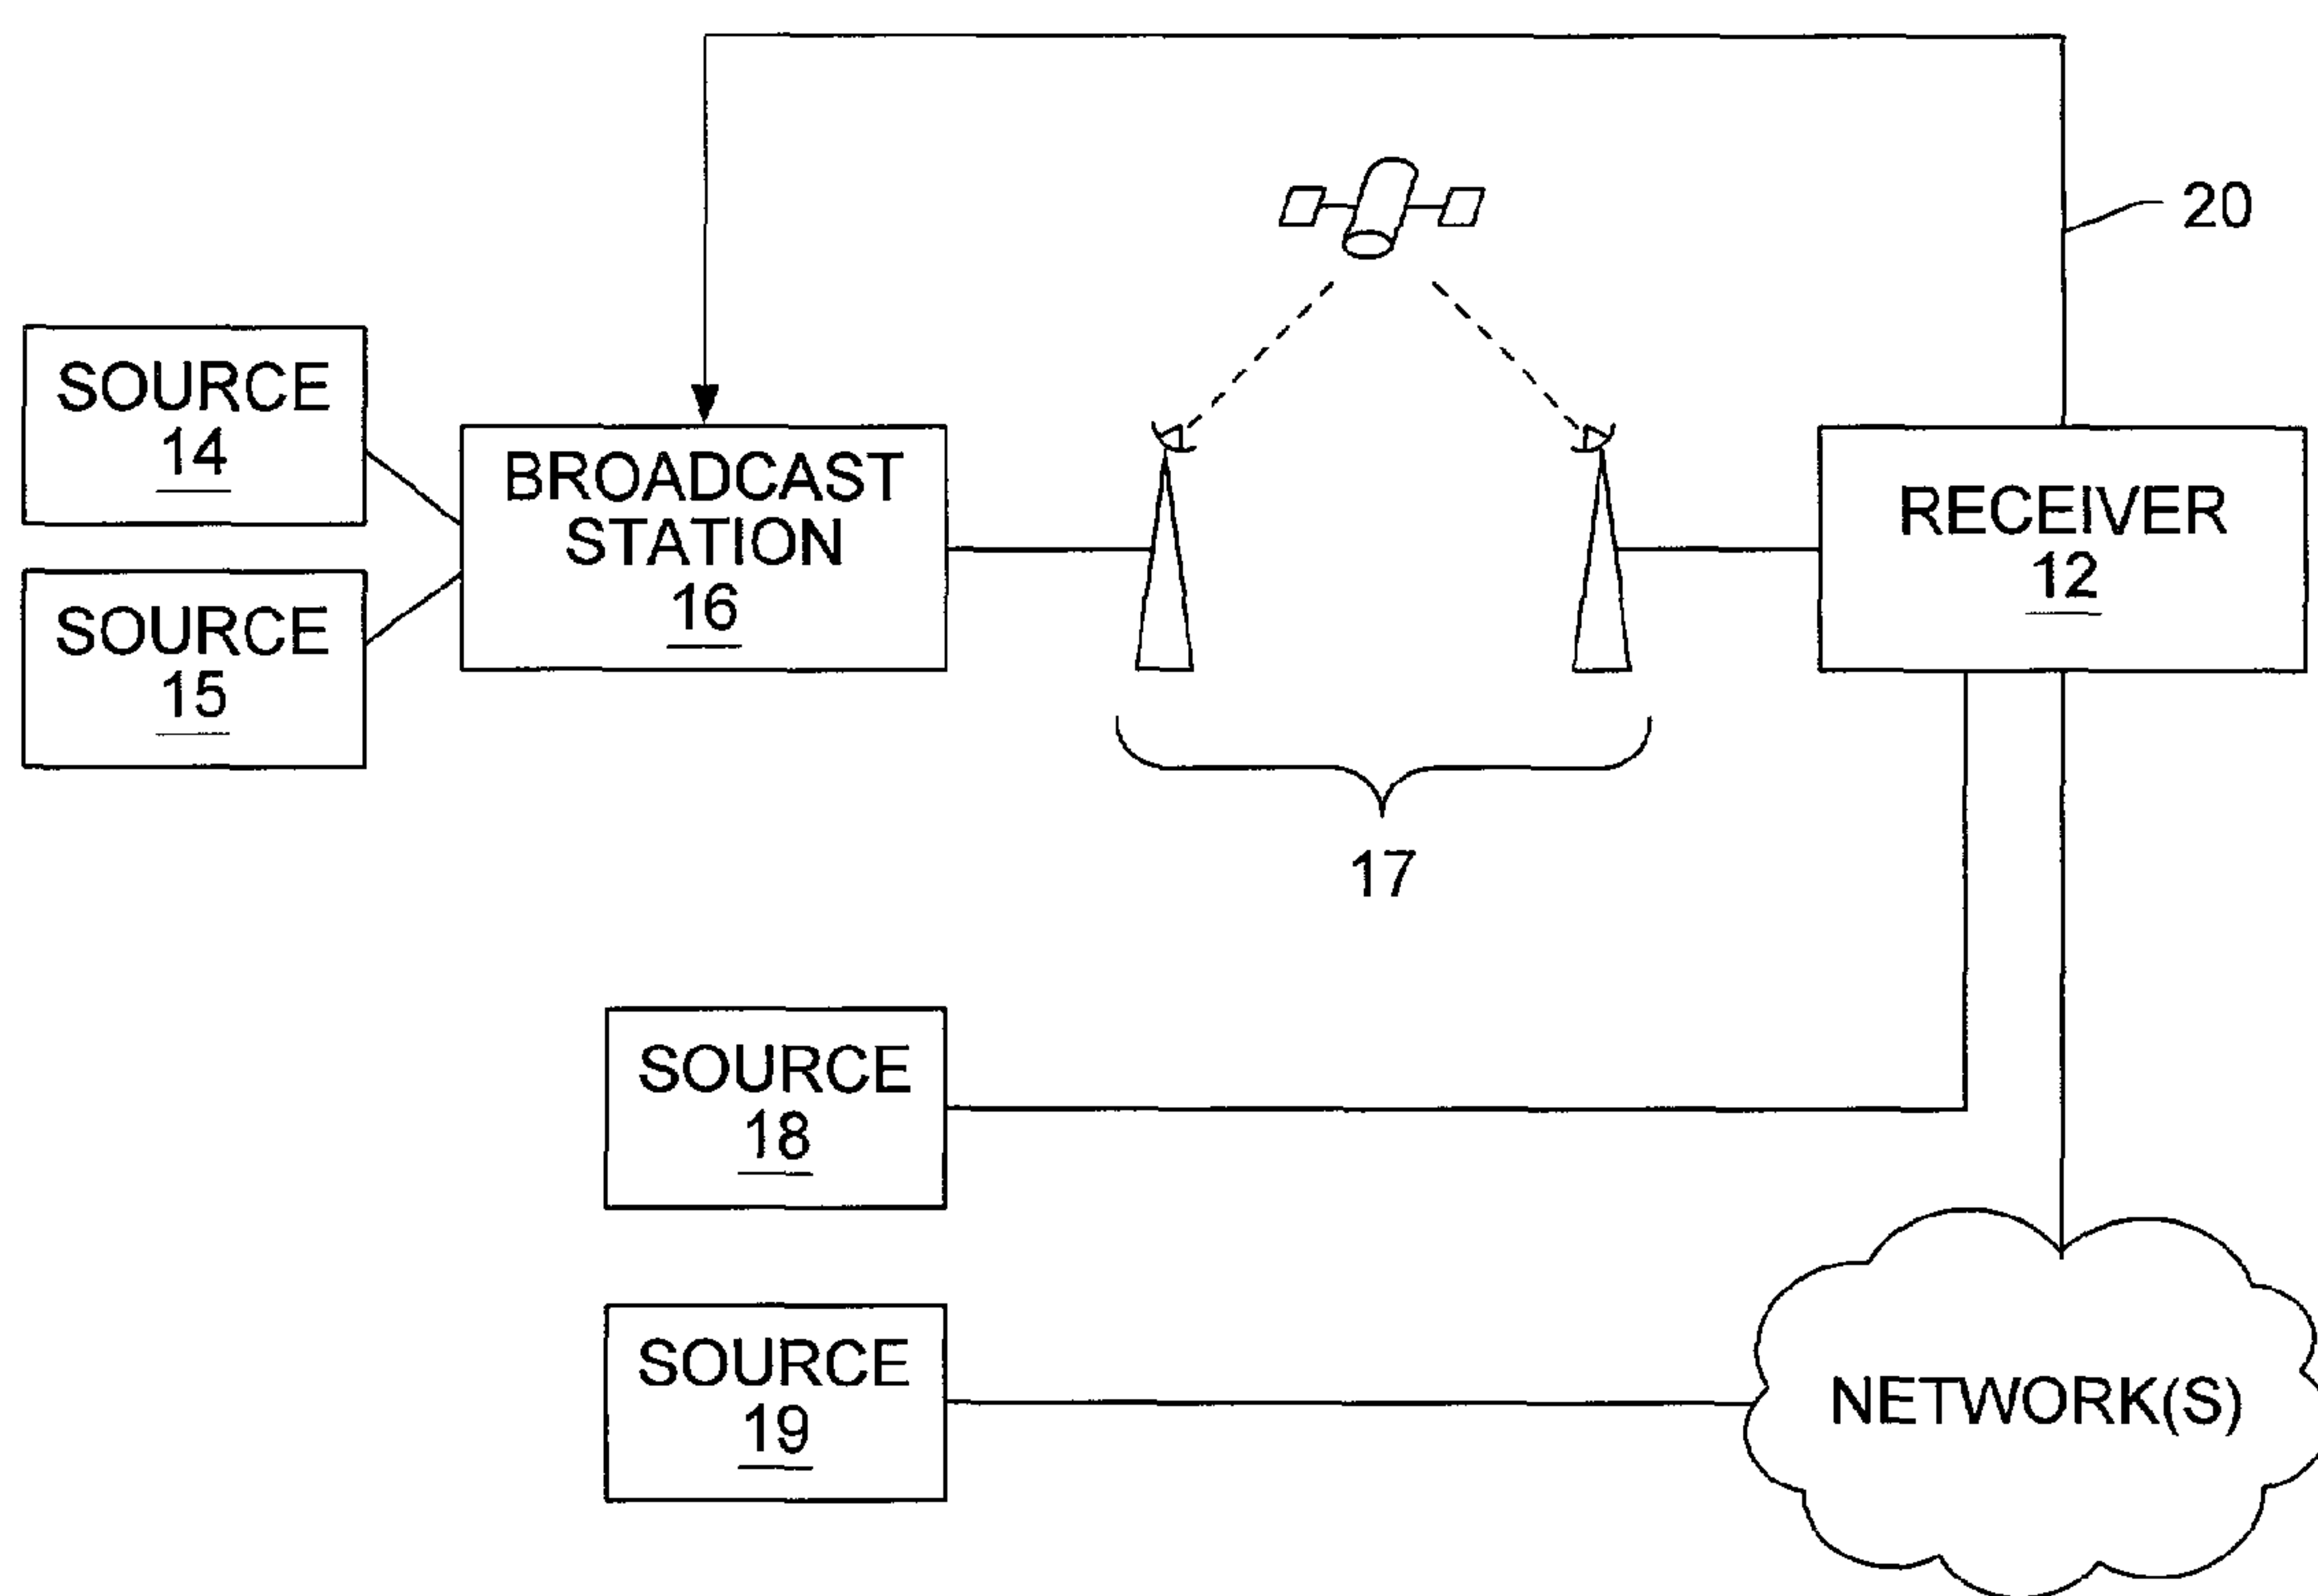 20
SOURCE
14
BROADCAST
STATION
16
RECEIVER
12
SOURCE
15
17
SOURCE
18
SOURCE
19
NETWORK(S)